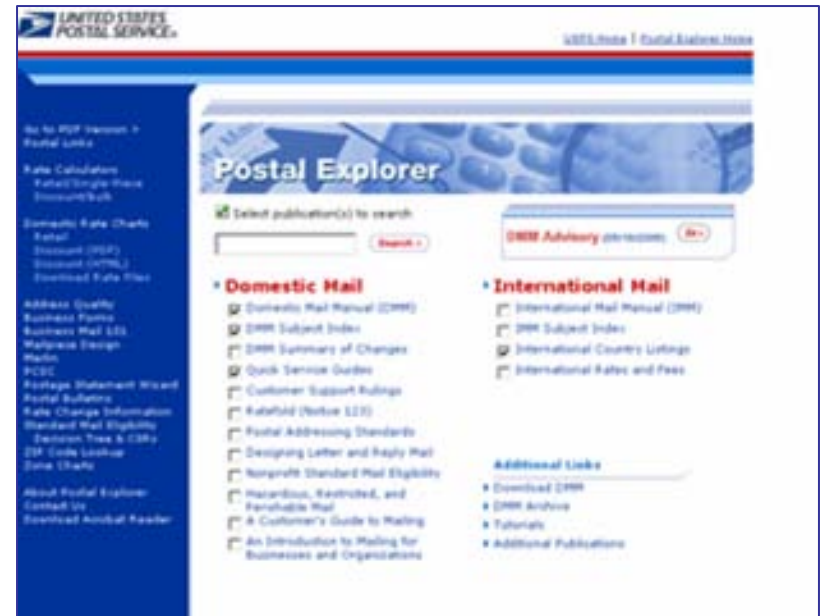 UNITED STATES
POSTAL SERVICE®
USPS Home | Postal Explorer Home
Go to PDF Version >
Postal Links
Rate Calculators
Retail/Single-Piece
Discount/Bulk
Domestic Rate Charts
Retail
Discount (PDF)
Discount (HTML)
Download Rate Files
Address Quality
Business Forms
Business Mail 101
Mailpiece Design
Merlin
PCSC
Postage Statement Wizard
Postal Bulletins
Rate Change Information
Standard Mail Eligibility
Decision Tree & CSRs
ZIP Code Lookup
Zone Charts
About Postal Explorer
Contact Us
Download Acrobat Reader
Postal Explorer
Select publication(s) to search
Search >
DMM Advisory
Go >
Domestic Mail
Domestic Mail Manual (DMM)
DMM Subject Index
DMM Summary of Changes
Quick Service Guides
Customer Support Rulings
Ratefold (Notice 123)
Postal Addressing Standards
Designing Letter and Reply Mail
Nonprofit Standard Mail Eligibility
Hazardous, Restricted, and
Perishable Mail
A Customer's Guide to Mailing
An Introduction to Mailing for
Businesses and Organizations
International Mail
International Mail Manual (IMM)
IMM Subject Index
International Country Listings
International Rates and Fees
Additional Links
Download DMM
DMM Archive
Tutorials
Additional Publications